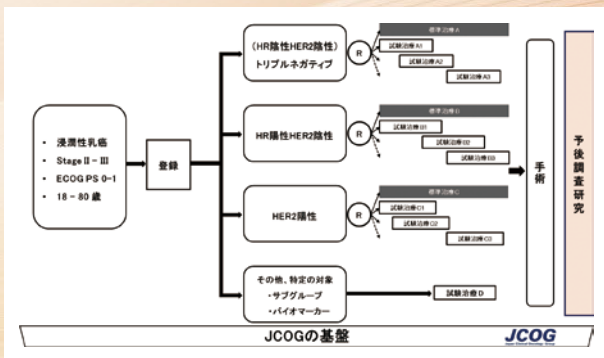 ・ 浸潤性乳癌
・ Stage II – III
・ ECOG PS 0-1
・ 18 – 80 歳
登録
(HR陰性HER2陰性)
トリプルネガティブ
R
標準治療A
試験治療A1
試験治療A2
試験治療A3
HR陽性HER2陰性
R
試験治療B1
試験治療B2
試験治療B3
HER2陽性
R
標準治療C
試験治療C1
試験治療C2
試験治療C3
その他、特定の対象
・サブグループ
・バイオマーカー
試験治療D
手術
予後調査研究
JCOGの基盤
JCOG